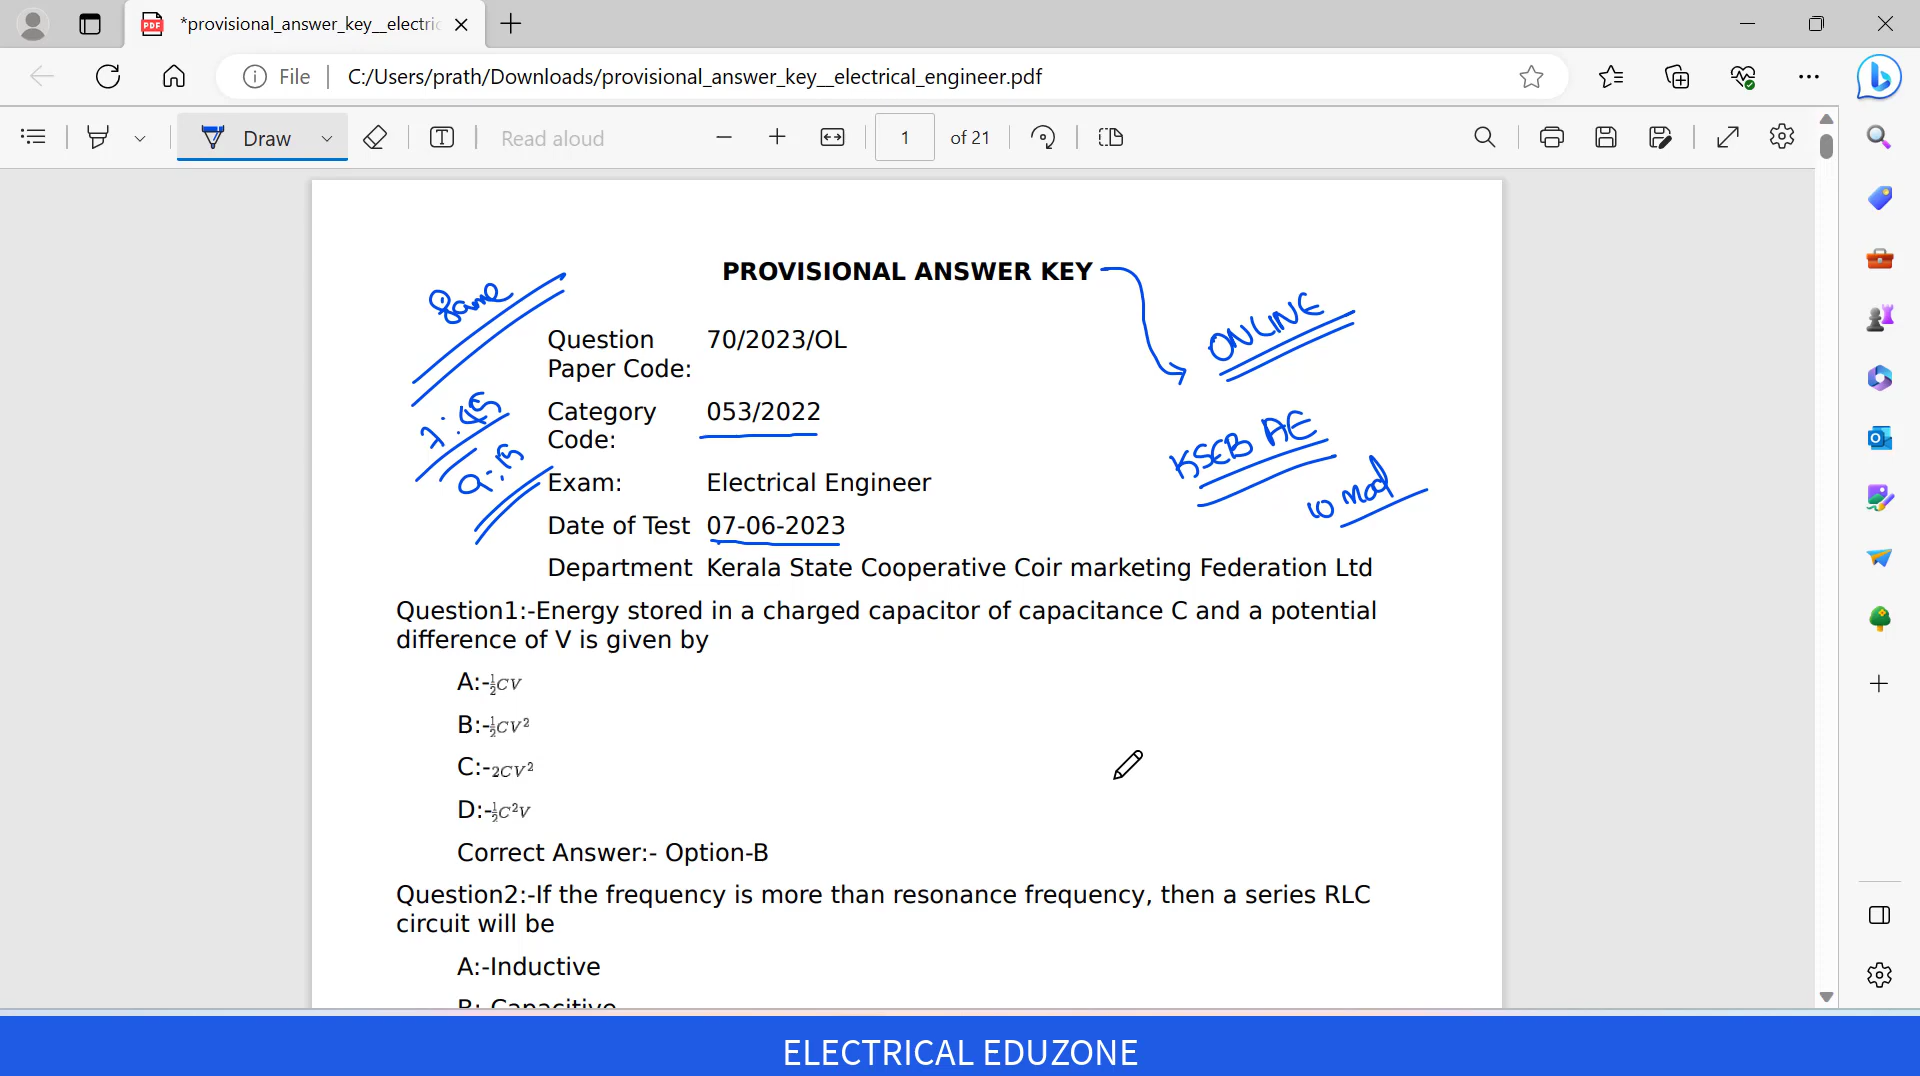 *provisional_answer_key__electric
File
C:/Users/prath/Downloads/provisional_answer_key__electrical_engineer.pdf
Draw
Read aloud
1
of 21
PROVISIONAL ANSWER KEY
ONLINE
Same
Question Paper Code: 70/2023/OL
Category Code: 053/2022
KSEB AE
10 mod
Exam: Electrical Engineer
Date of Test 07-06-2023
Department Kerala State Cooperative Coir marketing Federation Ltd
Question1:-Energy stored in a charged capacitor of capacitance C and a potential
difference of V is given by
A:-½CV
B:-½CV²
C:-2CV²
D:-½C²V
Correct Answer:- Option-B
Question2:-If the frequency is more than resonance frequency, then a series RLC
circuit will be
A:-Inductive
B:-Capacitive
ELECTRICAL EDUZONE